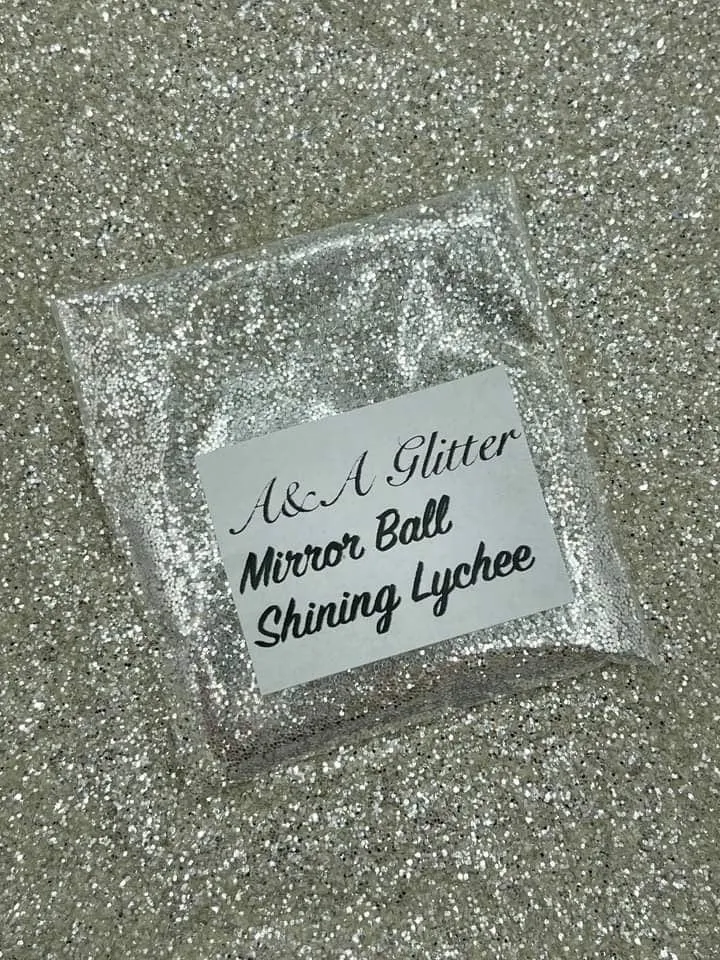 A&A Glitter
Mirror Ball
Shining Lychee